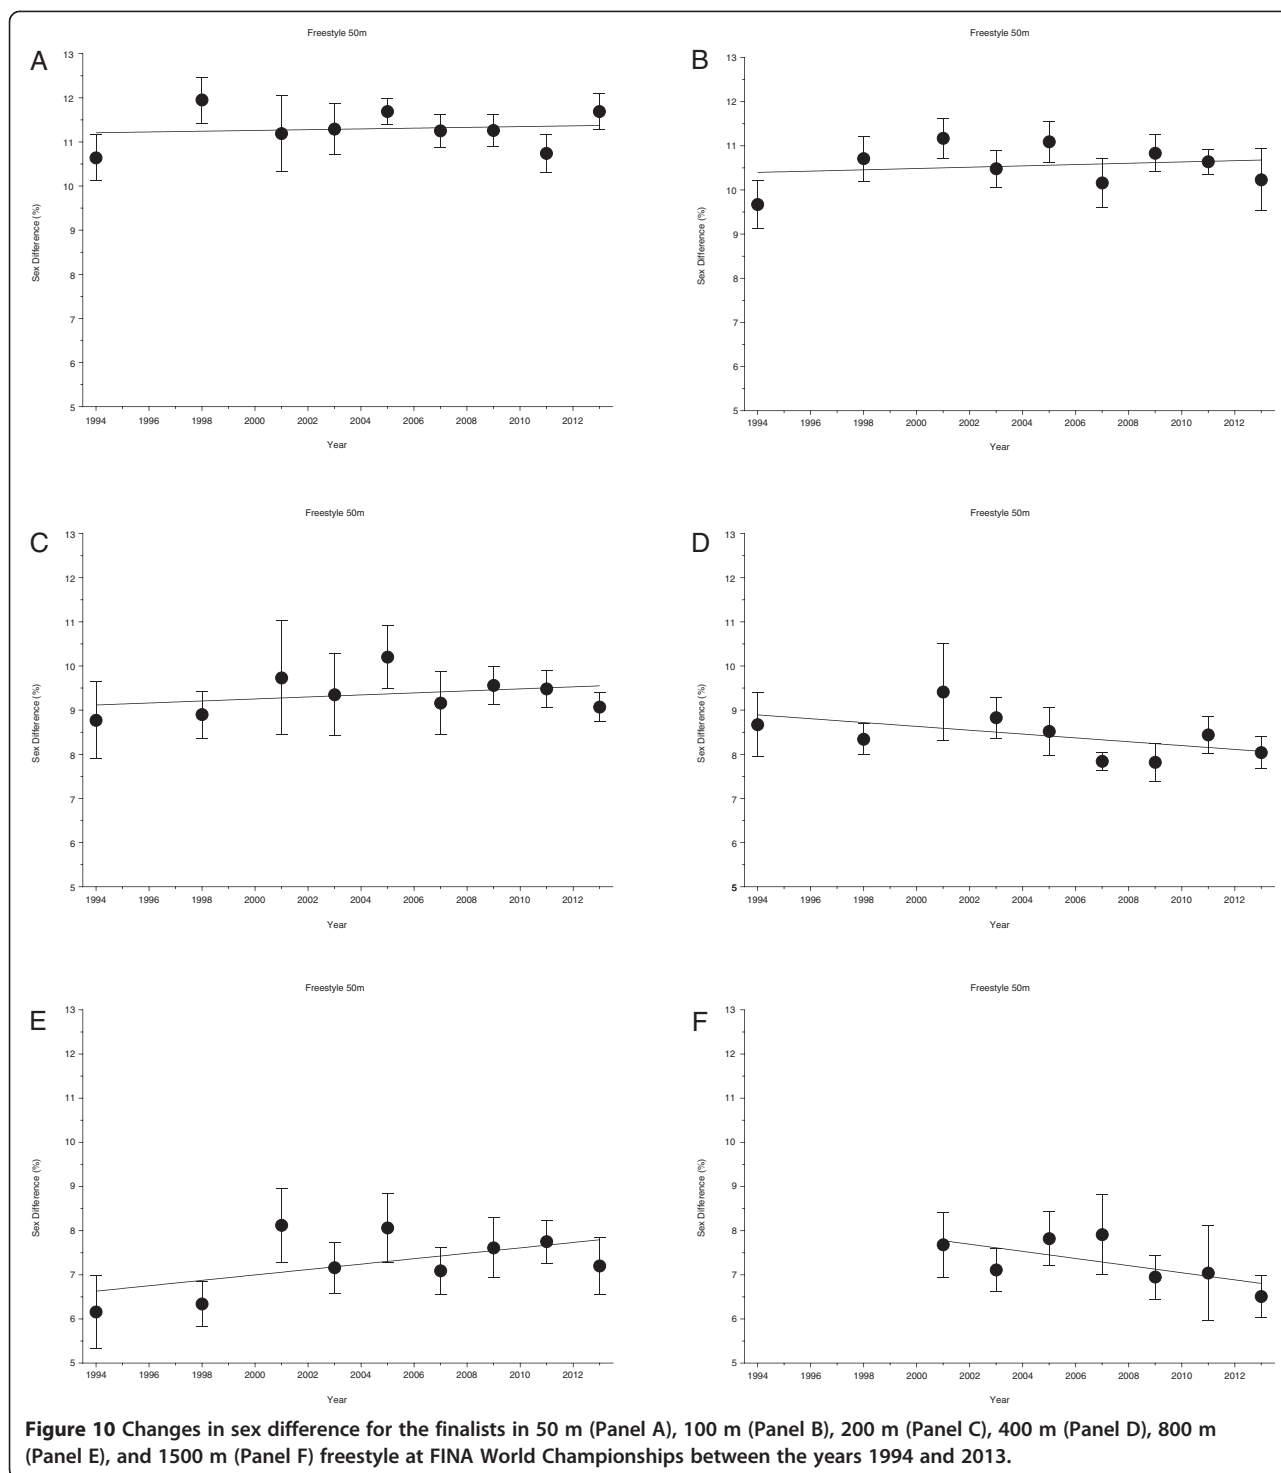 Freestyle 50m
A
13
12
11
10
9
8
7
6
5
Sex Difference (%)
1994 1996 1998 2000 2002 2004 2006 2008 2010 2012
Year
Freestyle 50m
B
13
12
11
10
9
8
7
6
5
Sex Difference (%)
1994 1996 1998 2000 2002 2004 2006 2008 2010 2012
Year
Freestyle 50m
C
13
12
11
10
9
8
7
6
5
Sex Difference (%)
1994 1996 1998 2000 2002 2004 2006 2008 2010 2012
Year
Freestyle 50m
D
13
12
11
10
9
8
7
6
5
Sex Difference (%)
1994 1996 1998 2000 2002 2004 2006 2008 2010 2012
Year
Freestyle 50m
E
13
12
11
10
9
8
7
6
5
Sex Difference (%)
1994 1996 1998 2000 2002 2004 2006 2008 2010 2012
Year
Freestyle 50m
F
13
12
11
10
9
8
7
6
5
Sex Difference (%)
1994 1996 1998 2000 2002 2004 2006 2008 2010 2012
Year
Figure 10 Changes in sex difference for the finalists in 50 m (Panel A), 100 m (Panel B), 200 m (Panel C), 400 m (Panel D), 800 m
(Panel E), and 1500 m (Panel F) freestyle at FINA World Championships between the years 1994 and 2013.